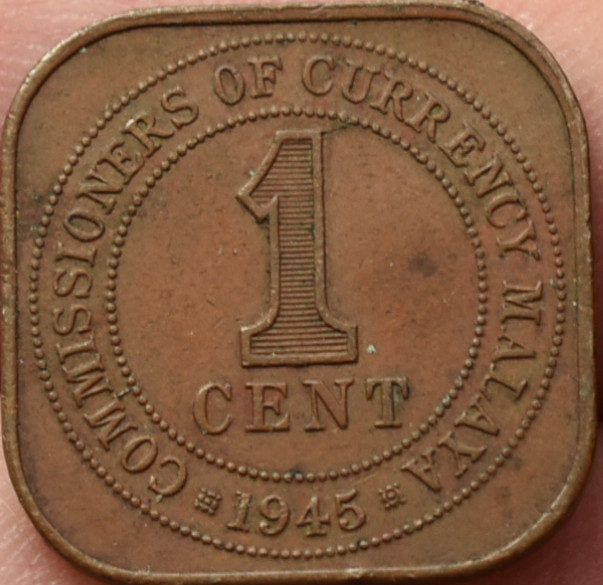 COMMISSIONERS OF CURRENCY MALAYA
1
CENT
1945